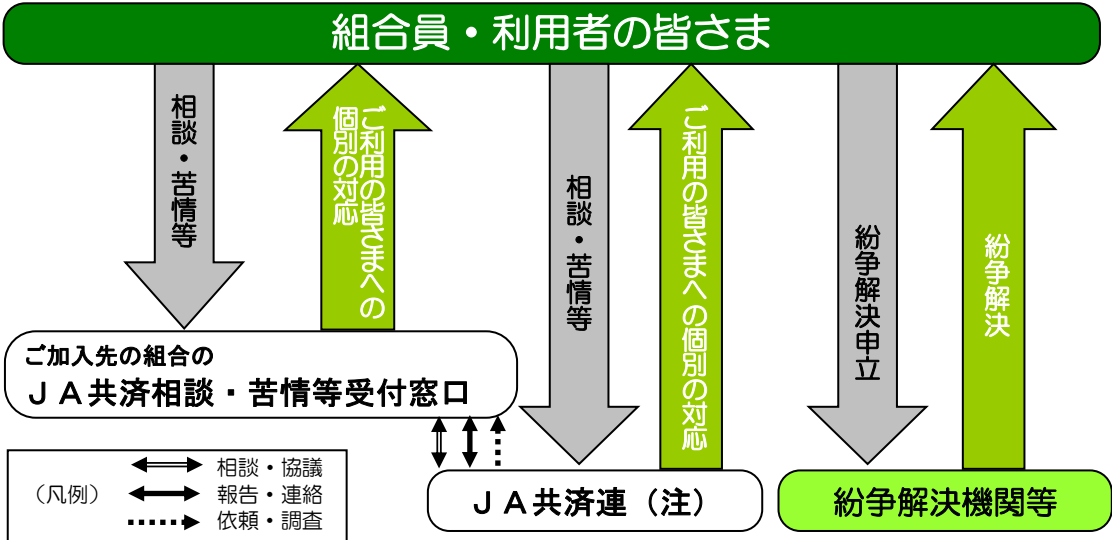 組合員・利用者の皆さま
相談・苦情等
ご利用の皆さまへの
個別の対応
相談・苦情等
ご利用の皆さまへの個別の対応
紛争解決申立
紛争解決
ご加入先の組合の
ＪＡ共済相談・苦情等受付窓口
（凡例）
相談・協議
報告・連絡
依頼・調査
ＪＡ共済連（注）
紛争解決機関等